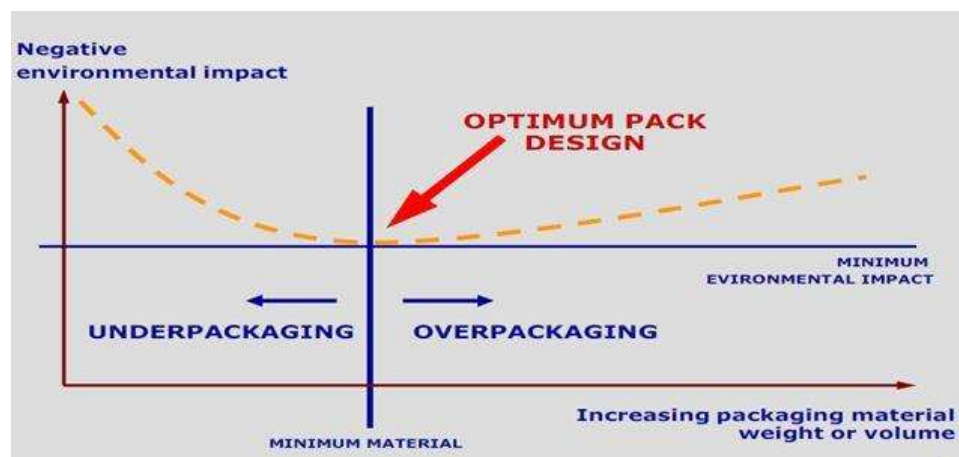 Negative
environmental impact
OPTIMUM PACK
DESIGN
MINIMUM
EVIRONMENTAL IMPACT
UNDERPACKAGING
OVERPACKAGING
Increasing packaging material
weight or volume
MINIMUM MATERIAL